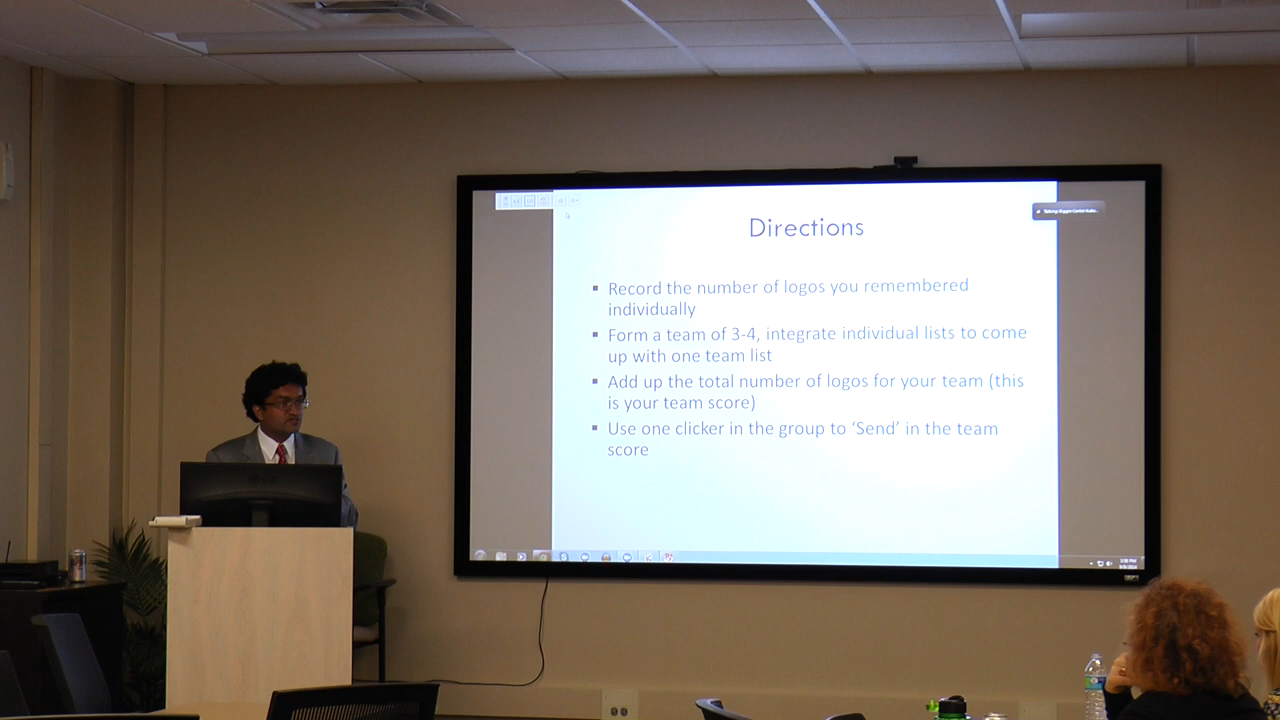 Directions
▪ Record the number of logos you remembered
individually
▪ Form a team of 3-4, integrate individual lists to come
up with one team list
▪ Add up the total number of logos for your team (this
is your team score)
▪ Use one clicker in the group to ‘Send’ in the team
score